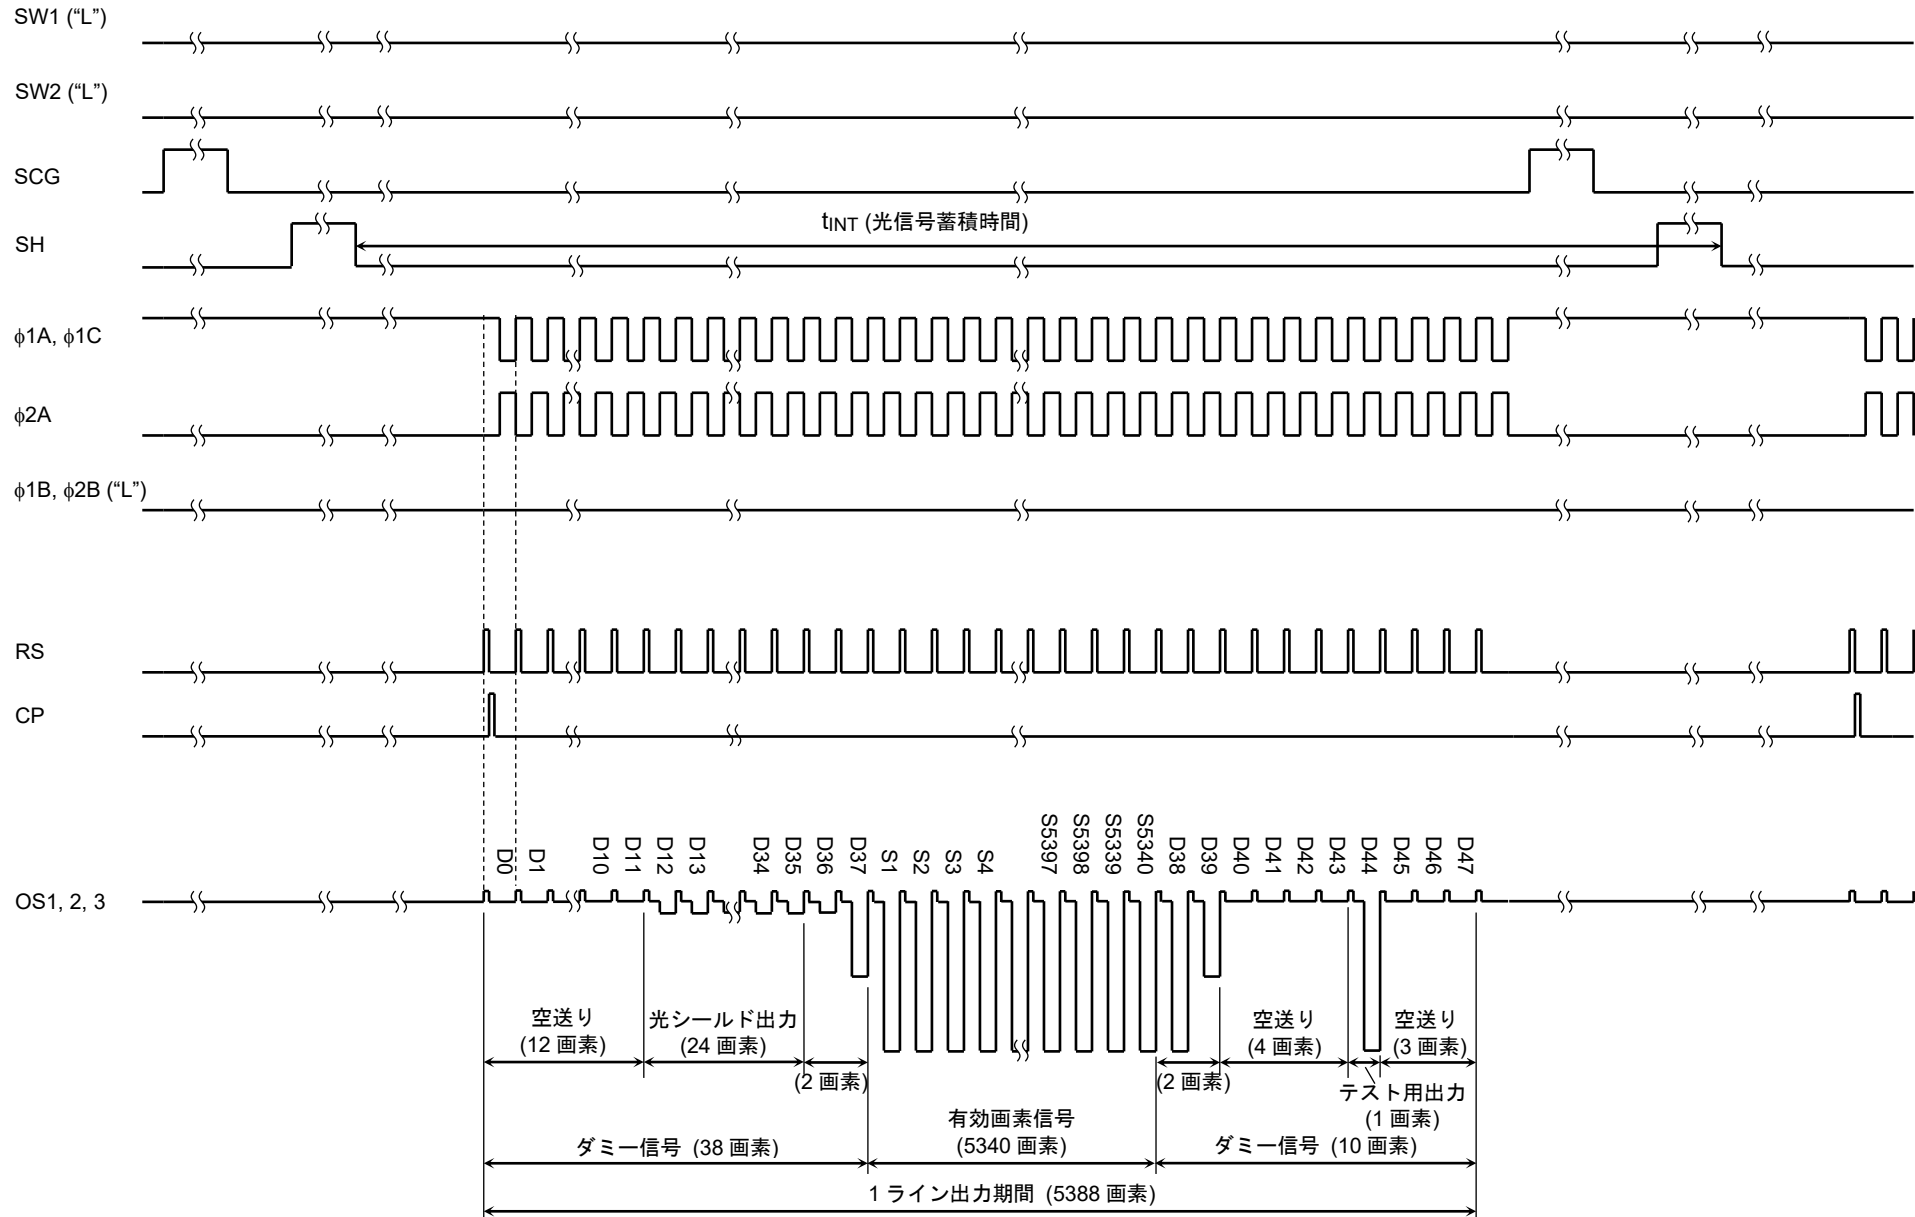 SW1 (“L”)
SW2 (“L”)
SCG
tINT (光信号蓄積時間)
SH
ϕ1A, ϕ1C
ϕ2A
ϕ1B, ϕ2B (“L”)
RS
CP
D0
D1
D10
D11
D12
D13
D34
D35
D36
D37
S1
S2
S3
S4
S5397
S5398
S5339
S5340
D38
D39
D40
D41
D42
D43
D44
D45
D46
D47
OS1, 2, 3
空送り
(12 画素)
光シールド出力
(24 画素)
(2 画素)
(2 画素)
空送り
(4 画素)
空送り
(3 画素)
テスト用出力
(1 画素)
有効画素信号
(5340 画素)
ダミー信号 (38 画素)
ダミー信号 (10 画素)
1 ライン出力期間 (5388 画素)